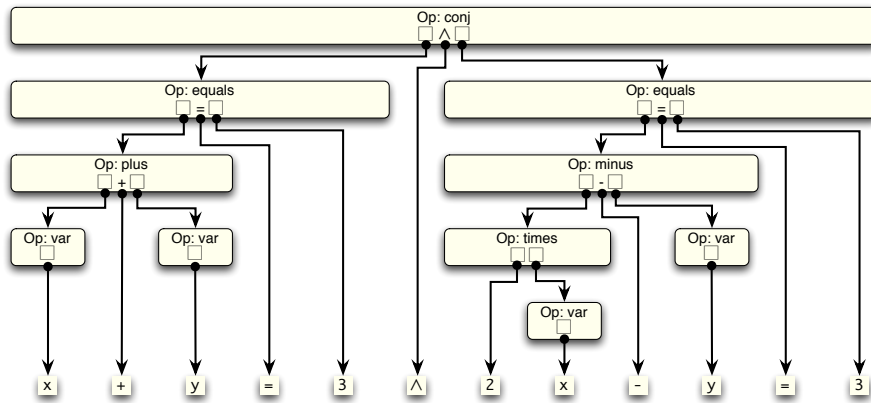 Op: conj
□ ∧ □
Op: equals
□ = □
Op: equals
□ = □
Op: plus
□ + □
Op: minus
□ - □
Op: var
□
Op: var
□
Op: times
□ □
Op: var
□
Op: var
□
x + y = 3 ∧ 2 x - y = 3